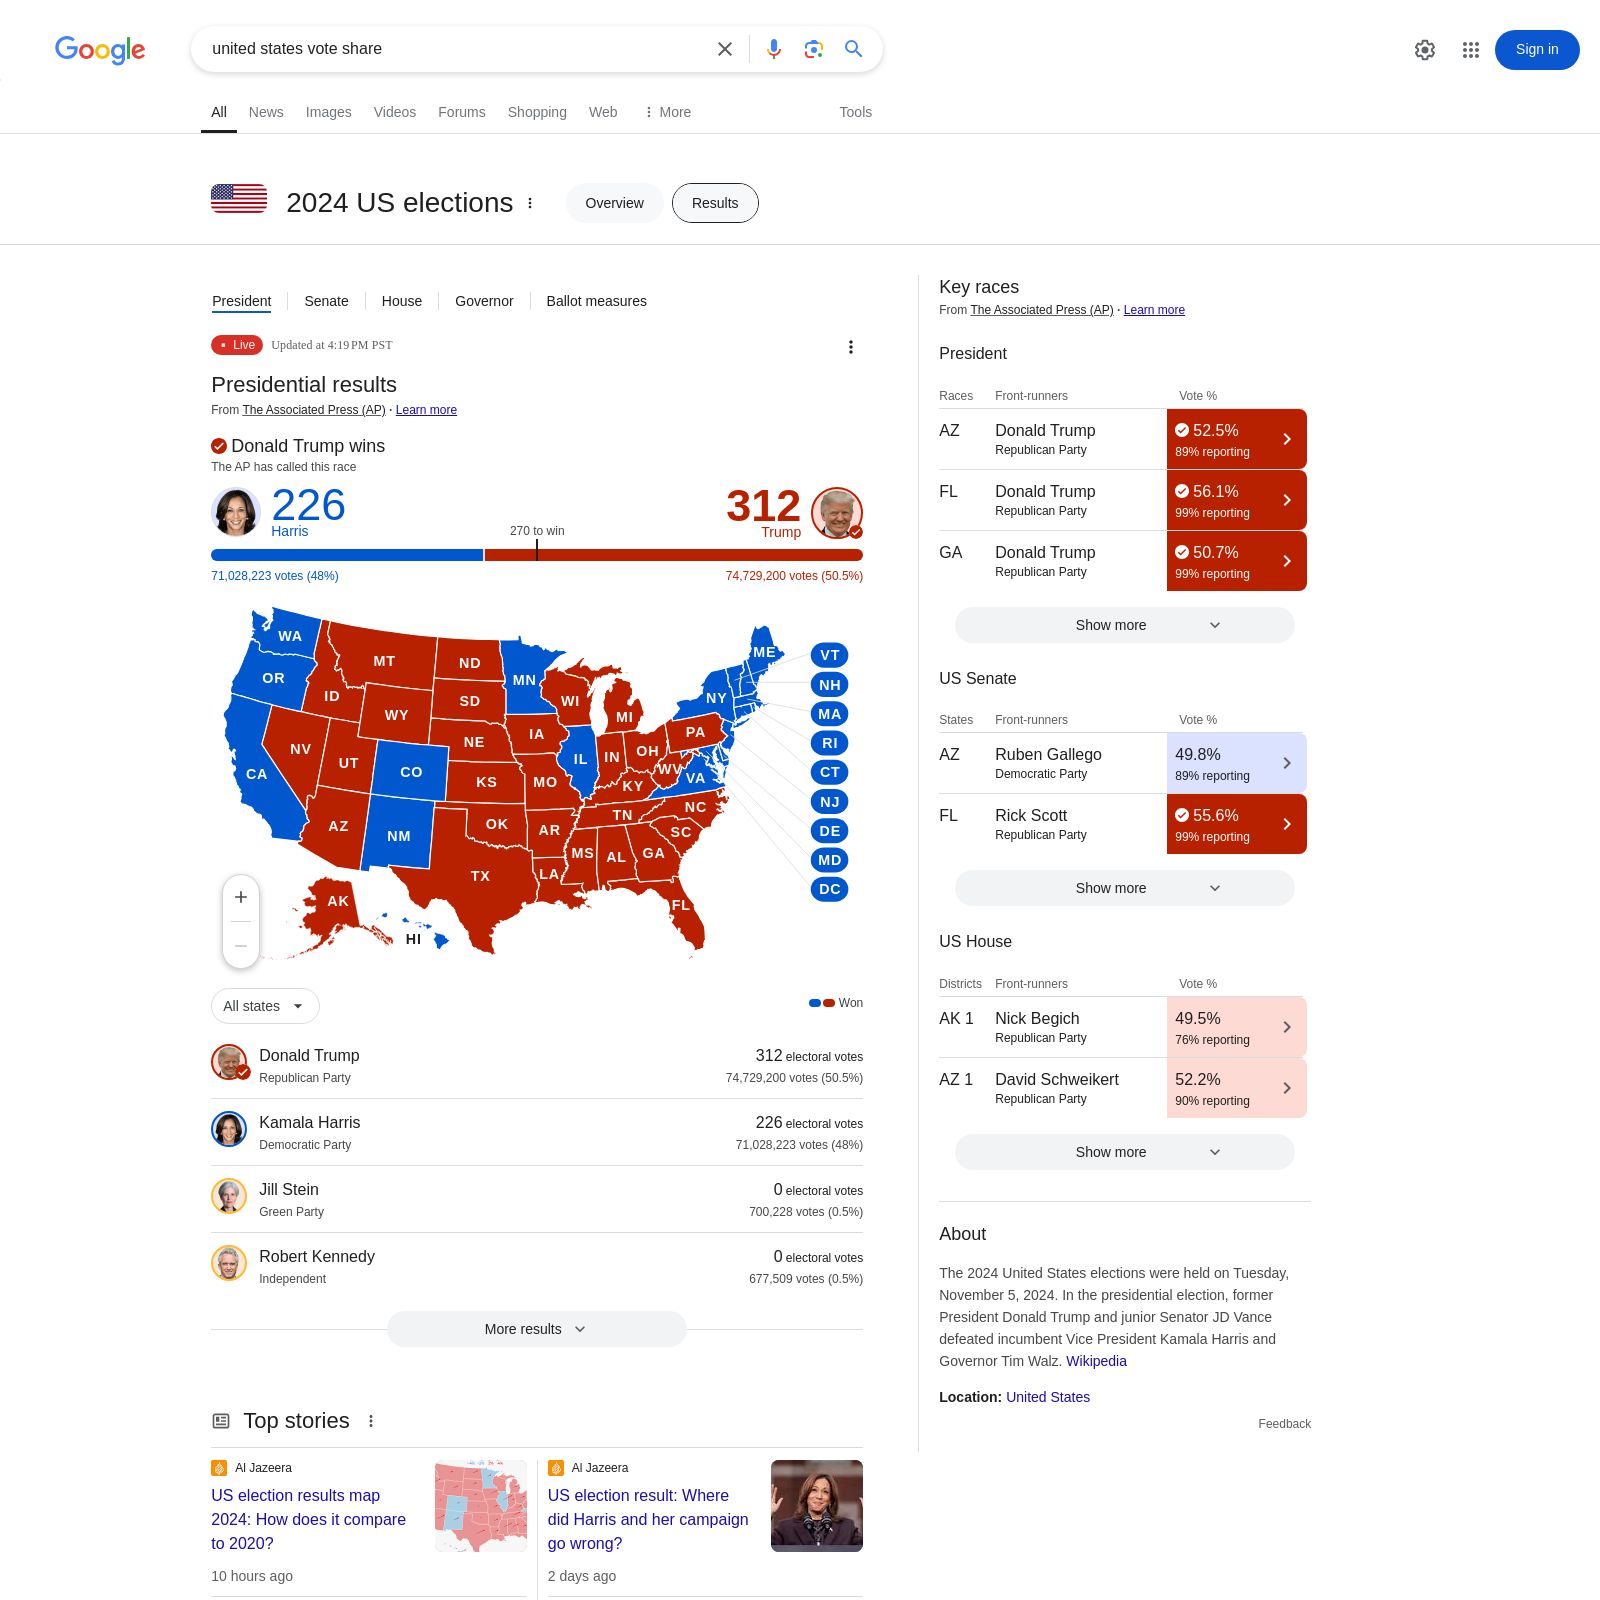 Google
united states vote share
Sign in
All News Images Videos Forums Shopping Web More Tools
2024 US elections
Overview
Results
President
Senate
House
Governor
Ballot measures
Live
Updated at 4:19 PM PST
Presidential results
From The Associated Press (AP) · Learn more
Donald Trump wins
The AP has called this race
226
Harris
270 to win
312
Trump
71,028,223 votes (48%)
74,729,200 votes (50.5%)
WA
OR
CA
ID
NV
MT
WY
UT
AZ
CO
NM
ND
SD
NE
KS
OK
TX
MN
IA
MO
AR
LA
WI
IL
MI
IN
OH
KY
TN
MS
AL
GA
FL
SC
NC
VA
WV
PA
NY
ME
VT
NH
MA
RI
CT
NJ
DE
MD
DC
AK
HI
+
−
All states
Won
Donald Trump
Republican Party
312 electoral votes
74,729,200 votes (50.5%)
Kamala Harris
Democratic Party
226 electoral votes
71,028,223 votes (48%)
Jill Stein
Green Party
0 electoral votes
700,228 votes (0.5%)
Robert Kennedy
Independent
0 electoral votes
677,509 votes (0.5%)
More results
Top stories
Al Jazeera
US election results map
2024: How does it compare
to 2020?
10 hours ago
Al Jazeera
US election result: Where
did Harris and her campaign
go wrong?
2 days ago
Key races
From The Associated Press (AP) · Learn more
President
Races Front-runners Vote %
AZ Donald Trump 52.5%
Republican Party 89% reporting
FL Donald Trump 56.1%
Republican Party 99% reporting
GA Donald Trump 50.7%
Republican Party 99% reporting
Show more
US Senate
States Front-runners Vote %
AZ Ruben Gallego 49.8%
Democratic Party 89% reporting
FL Rick Scott 55.6%
Republican Party 99% reporting
Show more
US House
Districts Front-runners Vote %
AK 1 Nick Begich 49.5%
Republican Party 76% reporting
AZ 1 David Schweikert 52.2%
Republican Party 90% reporting
Show more
About
The 2024 United States elections were held on Tuesday,
November 5, 2024. In the presidential election, former
President Donald Trump and junior Senator JD Vance
defeated incumbent Vice President Kamala Harris and
Governor Tim Walz. Wikipedia
Location: United States
Feedback